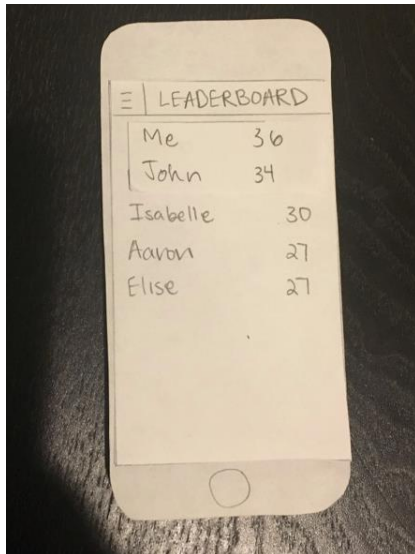 LEADERBOARD
Me 36
John 34
Isabelle 30
Aaron 27
Elise 27